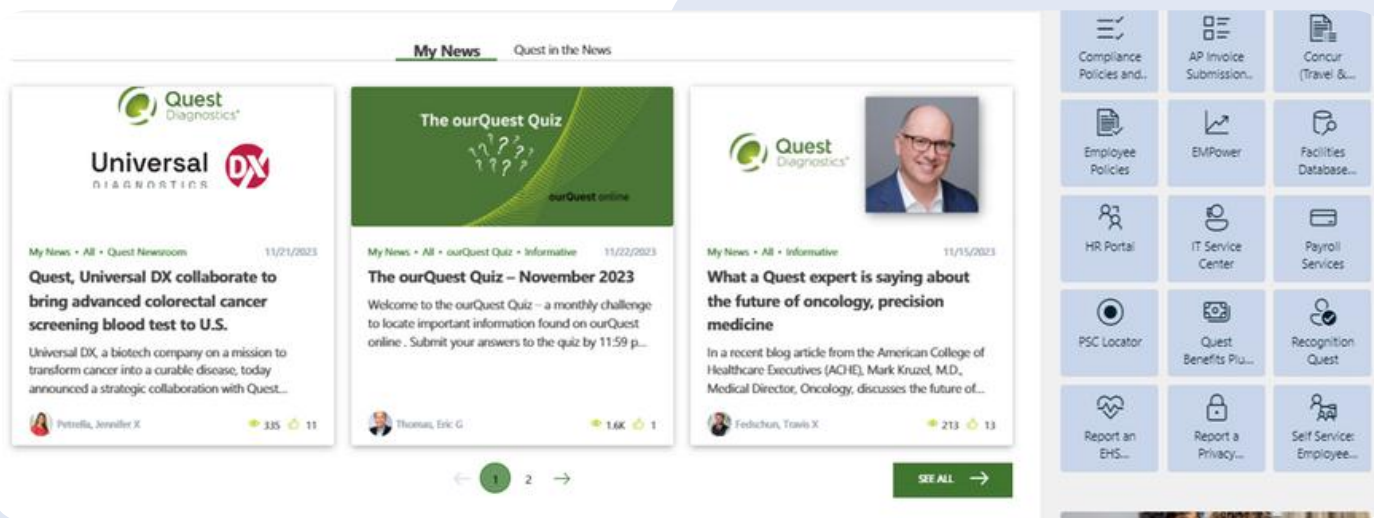 My News
Quest in the News
Quest
Diagnostics®
Universal DX
DIAGNOSTICS
My News • All • Quest Newsroom 11/21/2023
Quest, Universal DX collaborate to
bring advanced colorectal cancer
screening blood test to U.S.
Universal DX, a biotech company on a mission to
transform cancer into a curable disease, today
announced a strategic collaboration with Quest...
Petrella, Jennifer X 335 11
The ourQuest Quiz
? ? ? ?
? ? ? ?
ourQuest online
My News • All • ourQuest Quiz • Informative 11/22/2023
The ourQuest Quiz – November 2023
Welcome to the ourQuest Quiz – a monthly challenge
to locate important information found on ourQuest
online . Submit your answers to the quiz by 11:59 p...
Thomas, Eric G 1.6K 1
Quest
Diagnostics®
My News • All • Informative 11/15/2023
What a Quest expert is saying about
the future of oncology, precision
medicine
In a recent blog article from the American College of
Healthcare Executives (ACHE), Mark Kruzel, M.D.,
Medical Director, Oncology, discusses the future of...
Fedschun, Travis X 213 13
1 2
SEE ALL
Compliance
Policies and..
AP Invoice
Submission...
Concur
(Travel &...
Employee
Policies
EMPower
Facilities
Database...
HR Portal
IT Service
Center
Payroll
Services
PSC Locator
Quest
Benefits Plu...
Recognition
Quest
Report an
EHS...
Report a
Privacy...
Self Service:
Employee...